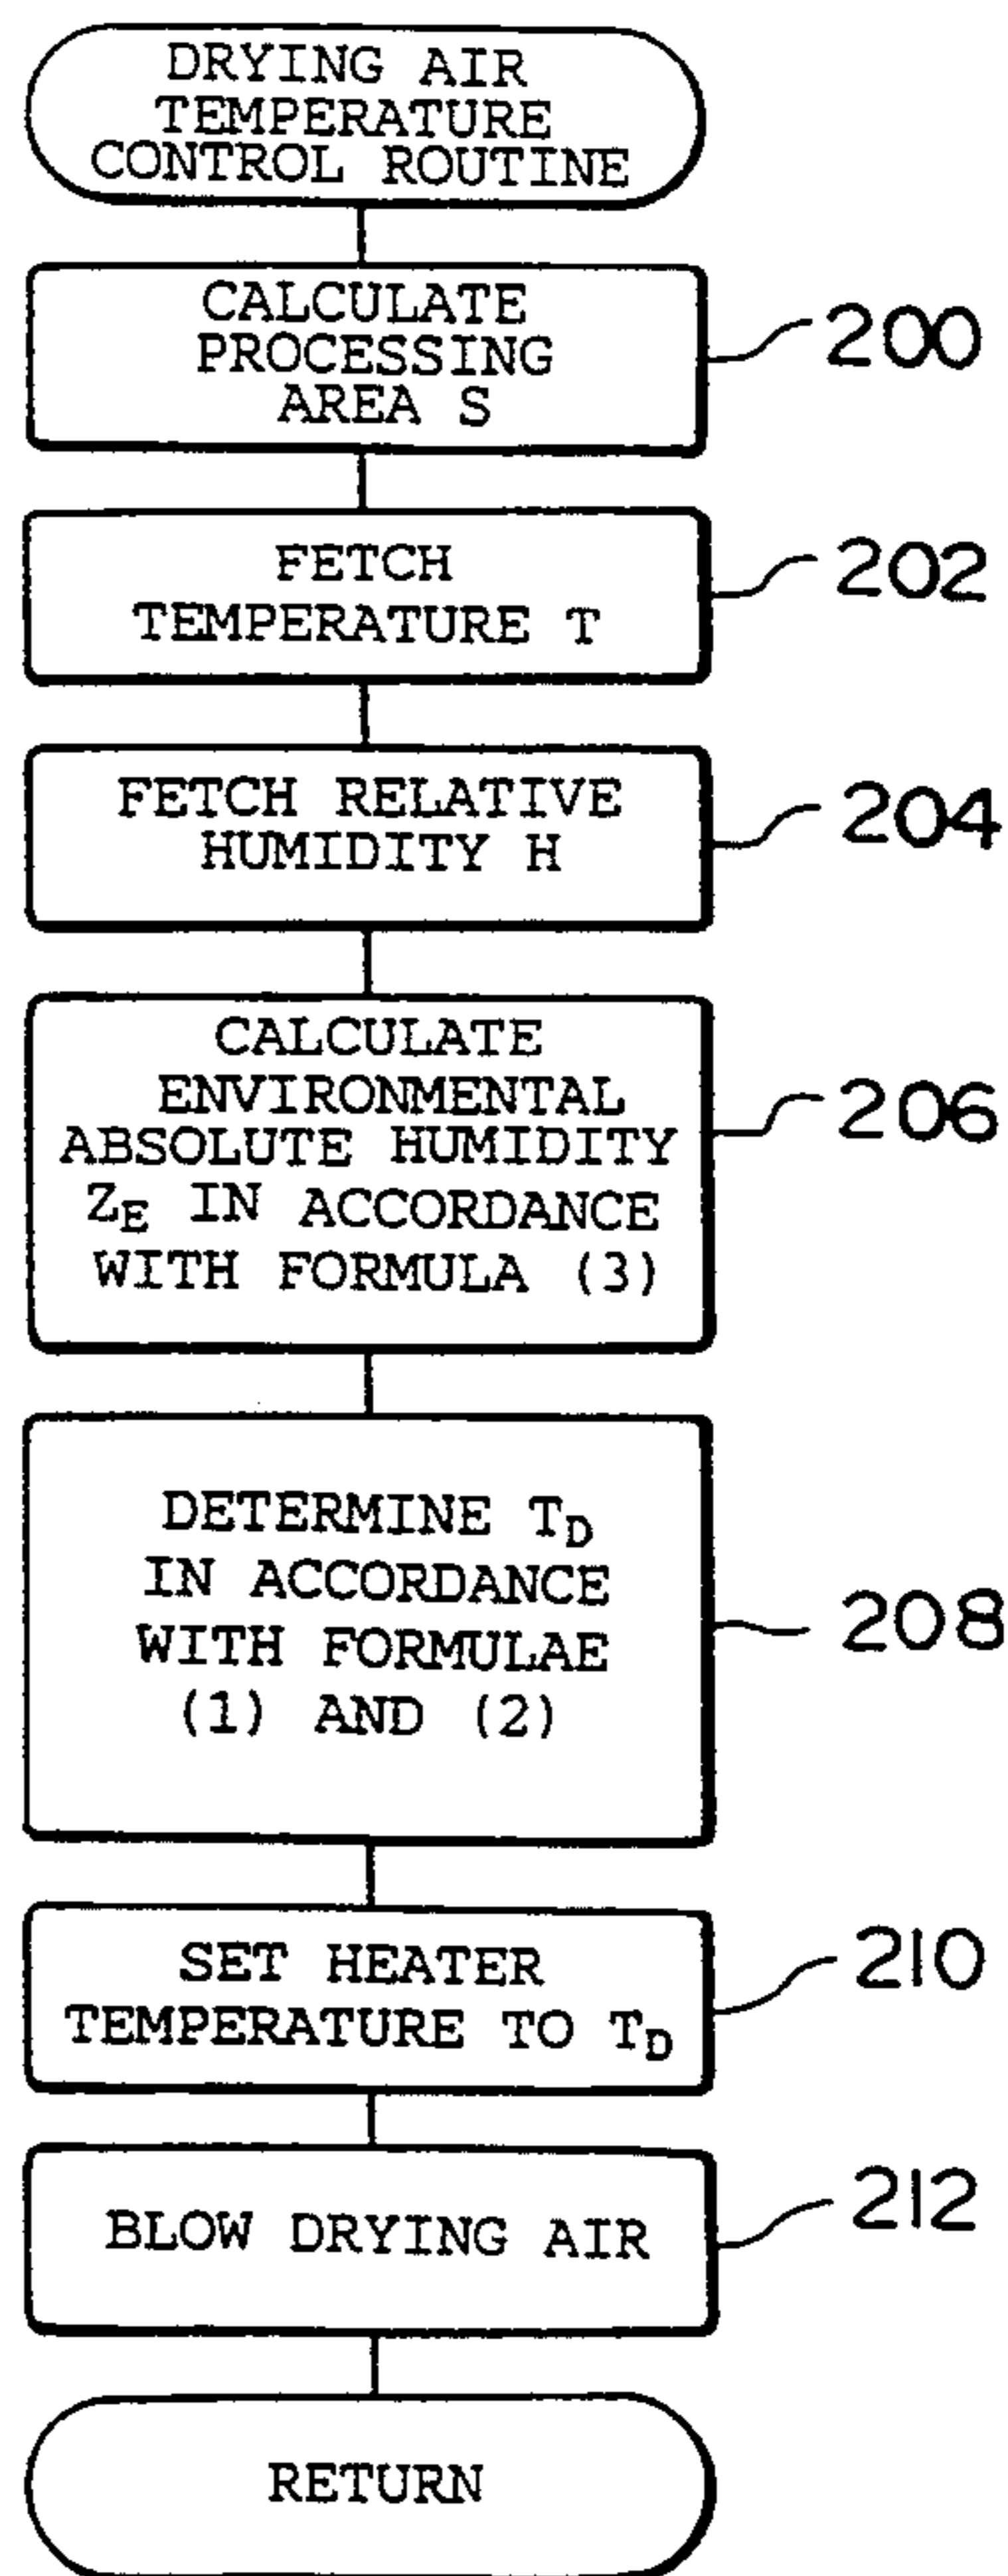 DRYING AIR
TEMPERATURE
CONTROL ROUTINE
CALCULATE
PROCESSING
AREA S
200
FETCH
TEMPERATURE T
202
FETCH RELATIVE
HUMIDITY H
204
CALCULATE
ENVIRONMENTAL
ABSOLUTE HUMIDITY
ZE IN ACCORDANCE
WITH FORMULA (3)
206
DETERMINE TD
IN ACCORDANCE
WITH FORMULAE
(1) AND (2)
208
SET HEATER
TEMPERATURE TO TD
210
BLOW DRYING AIR
212
RETURN